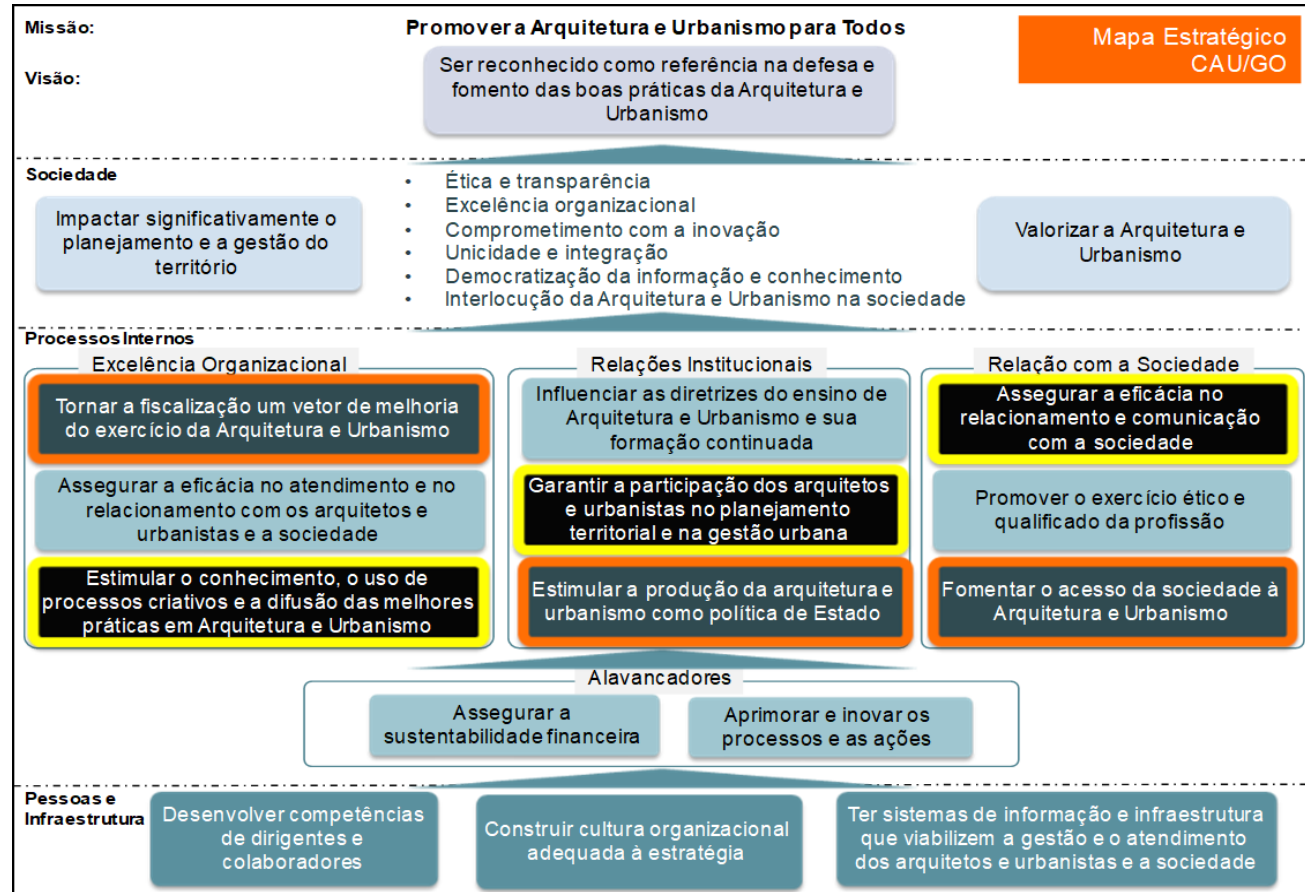 Missão:
Promover a Arquitetura e Urbanismo para Todos
Mapa Estratégico
CAU/GO
Visão:
Ser reconhecido como referência na defesa e
fomento das boas práticas da Arquitetura e
Urbanismo
Sociedade
Impactar significativamente o
planejamento e a gestão do
território
• Ética e transparência
• Excelência organizacional
• Comprometimento com a inovação
• Unicidade e integração
• Democratização da informação e conhecimento
• Interlocução da Arquitetura e Urbanismo na sociedade
Valorizar a Arquitetura e
Urbanismo
Processos Internos
Excelência Organizacional
Tornar a fiscalização um vetor de melhoria
do exercício da Arquitetura e Urbanismo
Assegurar a eficácia no atendimento e no
relacionamento com os arquitetos e
urbanistas e a sociedade
Estimular o conhecimento, o uso de
processos criativos e a difusão das melhores
práticas em Arquitetura e Urbanismo
Relações Institucionais
Influenciar as diretrizes do ensino de
Arquitetura e Urbanismo e sua
formação continuada
Garantir a participação dos arquitetos
e urbanistas no planejamento
territorial e na gestão urbana
Estimular a produção da arquitetura e
urbanismo como política de Estado
Relação com a Sociedade
Assegurar a eficácia no
relacionamento e comunicação
com a sociedade
Promover o exercício ético e
qualificado da profissão
Fomentar o acesso da sociedade à
Arquitetura e Urbanismo
Alavancadores
Assegurar a
sustentabilidade financeira
Aprimorar e inovar os
processos e as ações
Pessoas e
Infraestrutura
Desenvolver competências
de dirigentes e
colaboradores
Construir cultura organizacional
adequada à estratégia
Ter sistemas de informação e infraestrutura
que viabilizem a gestão e o atendimento
dos arquitetos e urbanistas e a sociedade